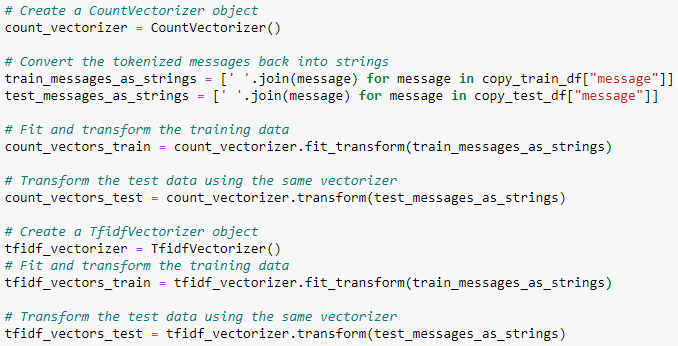 # Create a CountVectorizer object
count_vectorizer = CountVectorizer()
# Convert the tokenized messages back into strings
train_messages_as_strings = [' '.join(message) for message in copy_train_df["message"]]
test_messages_as_strings = [' '.join(message) for message in copy_test_df["message"]]
# Fit and transform the training data
count_vectors_train = count_vectorizer.fit_transform(train_messages_as_strings)
# Transform the test data using the same vectorizer
count_vectors_test = count_vectorizer.transform(test_messages_as_strings)
# Create a TfidfVectorizer object
tfidf_vectorizer = TfidfVectorizer()
# Fit and transform the training data
tfidf_vectors_train = tfidf_vectorizer.fit_transform(train_messages_as_strings)
# Transform the test data using the same vectorizer
tfidf_vectors_test = tfidf_vectorizer.transform(test_messages_as_strings)